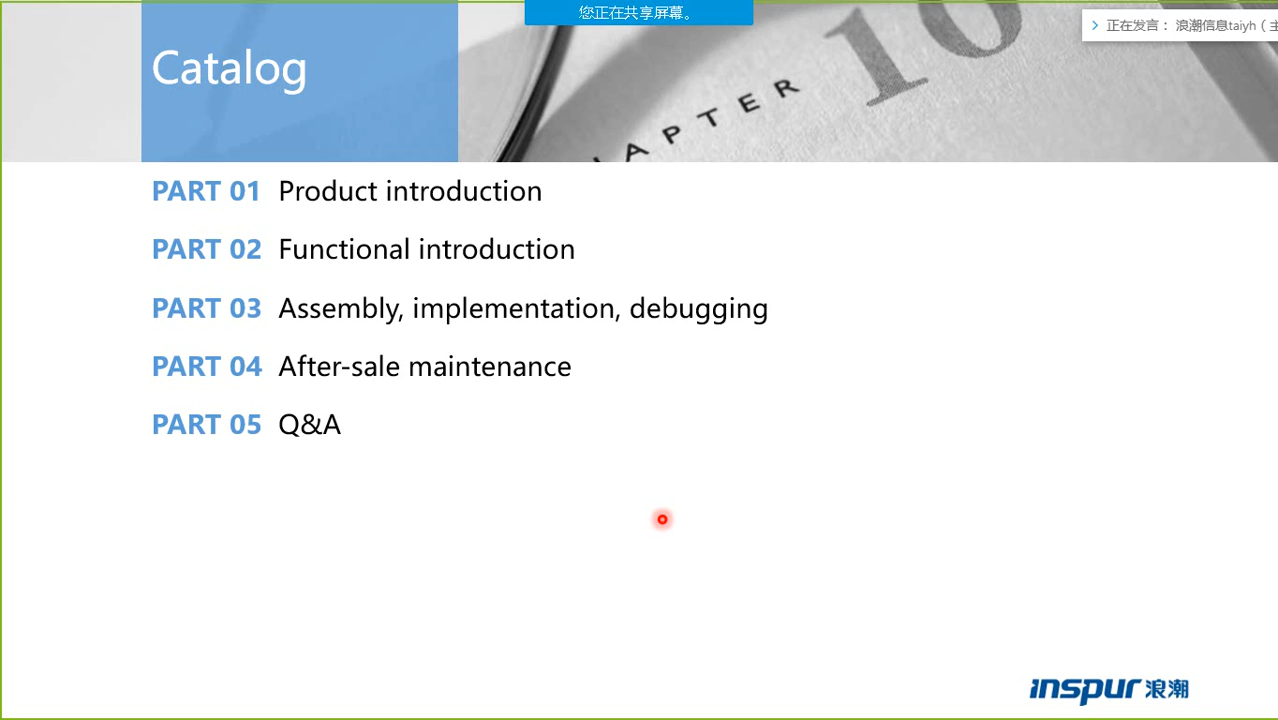 您正在共享屏幕。
正在发言： 浪潮信息taiyh（主
Catalog
APTER 10
PART 01 Product introduction
PART 02 Functional introduction
PART 03 Assembly, implementation, debugging
PART 04 After-sale maintenance
PART 05 Q&A
inspur 浪潮